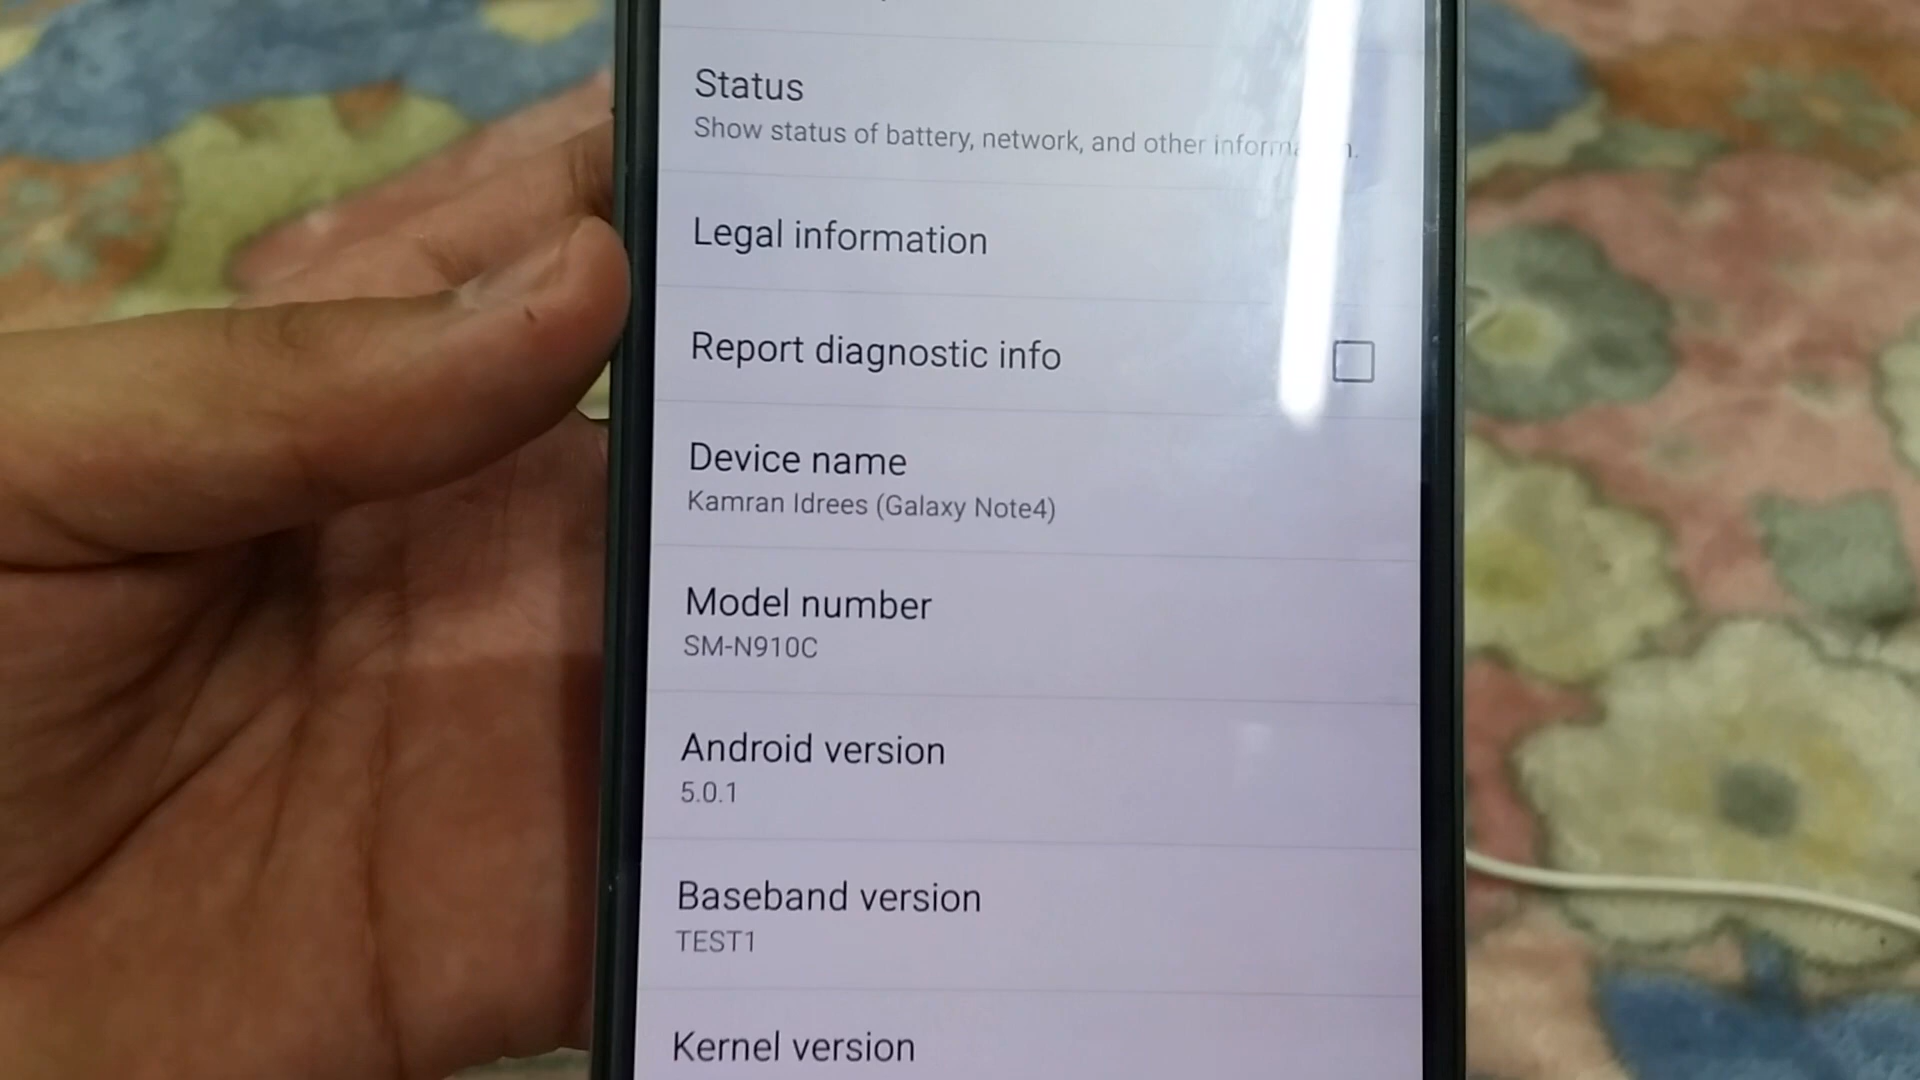 Status
Show status of battery, network, and other
Legal information
Report diagnostic info
Device name
Kamran Idrees (Galaxy Note4)
Model number
SM-N910C
Android version
5.0.1
Baseband version
TEST1
Kernel version